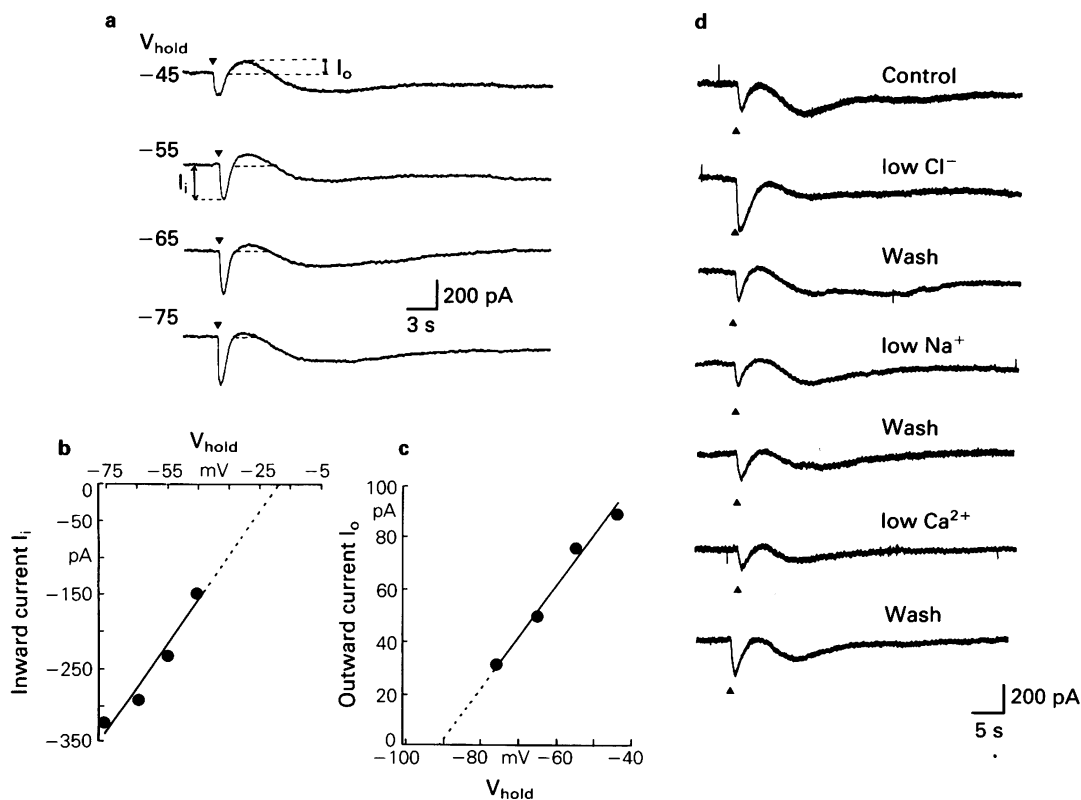 a
V_hold
−45
I_o
−55
I_i
−65
200 pA
3 s
−75
b
V_hold
−75 −55 mV −25 −5
0
−50
pA
−150
−250
−350
Inward current I_i
c
100
pA
80
60
40
20
0
Outward current I_o
−100 −80 mV −60 −40
V_hold
d
Control
low Cl⁻
Wash
low Na⁺
Wash
low Ca²⁺
Wash
200 pA
5 s